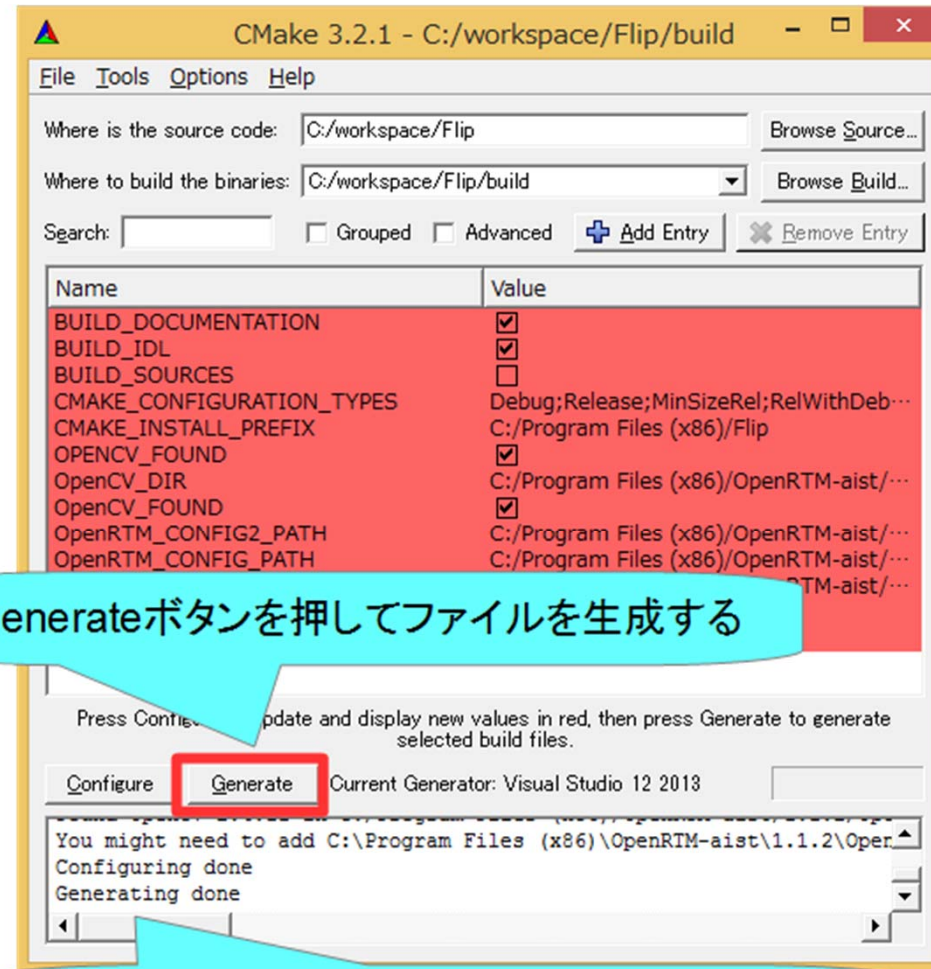 CMake 3.2.1 - C:/workspace/Flip/build
File Tools Options Help
Where is the source code: C:/workspace/Flip Browse Source...
Where to build the binaries: C:/workspace/Flip/build Browse Build...
Search: Grouped Advanced Add Entry Remove Entry
Name Value
BUILD_DOCUMENTATION
BUILD_IDL
BUILD_SOURCES
CMAKE_CONFIGURATION_TYPES Debug;Release;MinSizeRel;RelWithDeb...
CMAKE_INSTALL_PREFIX C:/Program Files (x86)/Flip
OPENCV_FOUND
OpenCV_DIR C:/Program Files (x86)/OpenRTM-aist/...
OpenCV_FOUND
OpenRTM_CONFIG2_PATH C:/Program Files (x86)/OpenRTM-aist/...
OpenRTM_CONFIG_PATH C:/Program Files (x86)/OpenRTM-aist/...
TM-aist/...
enerateボタンを押してファイルを生成する
Press Config pdate and display new values in red, then press Generate to generate
selected build files.
Configure Generate Current Generator: Visual Studio 12 2013
You might need to add C:\Program Files (x86)\OpenRTM-aist\1.1.2\Open
Configuring done
Generating done